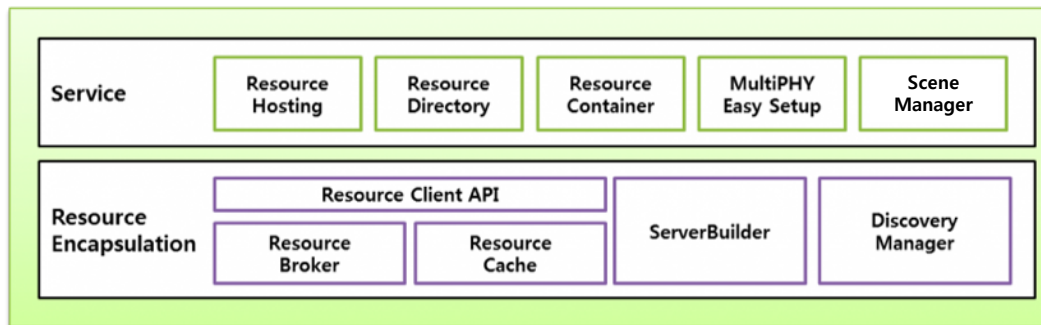 Service
Resource
Hosting
Resource
Directory
Resource
Container
MultiPHY
Easy Setup
Scene
Manager
Resource
Encapsulation
Resource Client API
Resource
Broker
Resource
Cache
ServerBuilder
Discovery
Manager